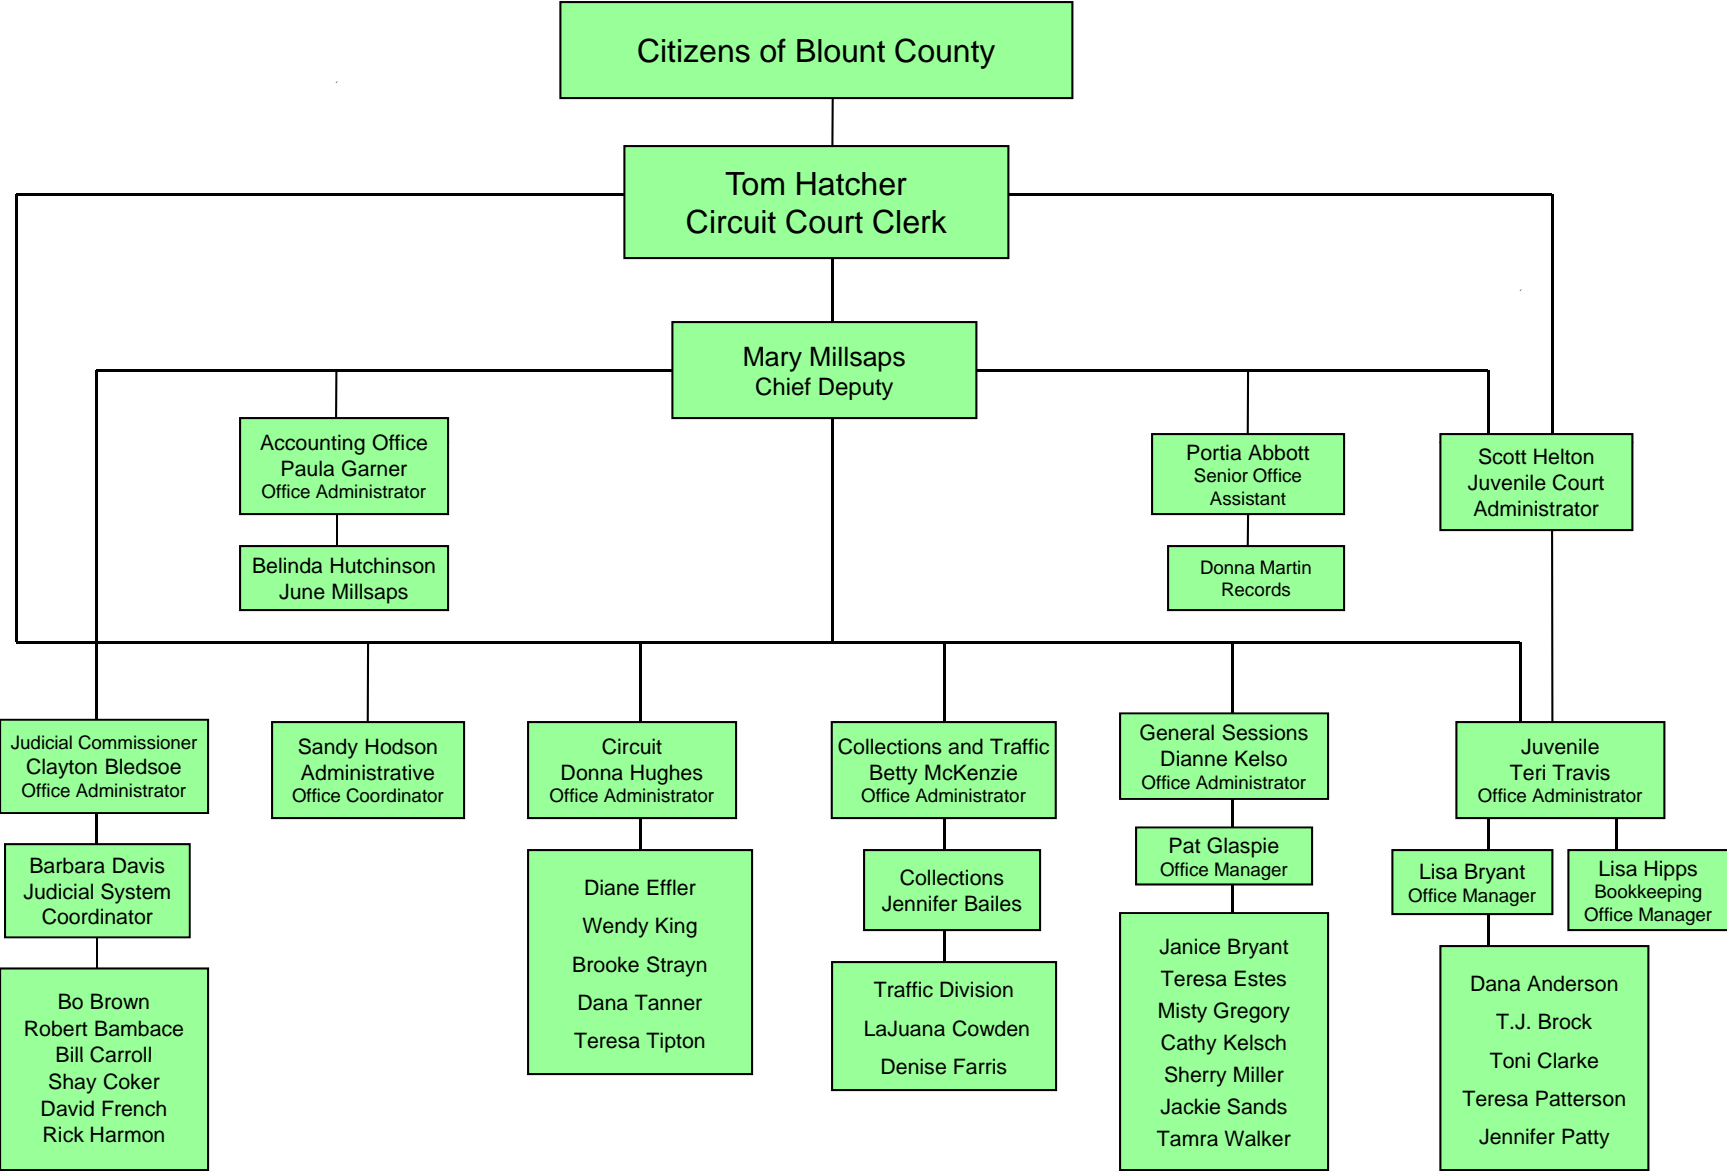 Citizens of Blount County
Tom Hatcher
Circuit Court Clerk
Mary Millsaps
Chief Deputy
Accounting Office
Paula Garner
Office Administrator
Belinda Hutchinson
June Millsaps
Portia Abbott
Senior Office
Assistant
Donna Martin
Records
Scott Helton
Juvenile Court
Administrator
Judicial Commissioner
Clayton Bledsoe
Office Administrator
Barbara Davis
Judicial System
Coordinator
Bo Brown
Robert Bambace
Bill Carroll
Shay Coker
David French
Rick Harmon
Sandy Hodson
Administrative
Office Coordinator
Circuit
Donna Hughes
Office Administrator
Diane Effler
Wendy King
Brooke Strayn
Dana Tanner
Teresa Tipton
Collections and Traffic
Betty McKenzie
Office Administrator
Collections
Jennifer Bailes
Traffic Division
LaJuana Cowden
Denise Farris
General Sessions
Dianne Kelso
Office Administrator
Pat Glaspie
Office Manager
Janice Bryant
Teresa Estes
Misty Gregory
Cathy Kelsch
Sherry Miller
Jackie Sands
Tamra Walker
Juvenile
Teri Travis
Office Administrator
Lisa Bryant
Office Manager
Lisa Hipps
Bookkeeping
Office Manager
Dana Anderson
T.J. Brock
Toni Clarke
Teresa Patterson
Jennifer Patty